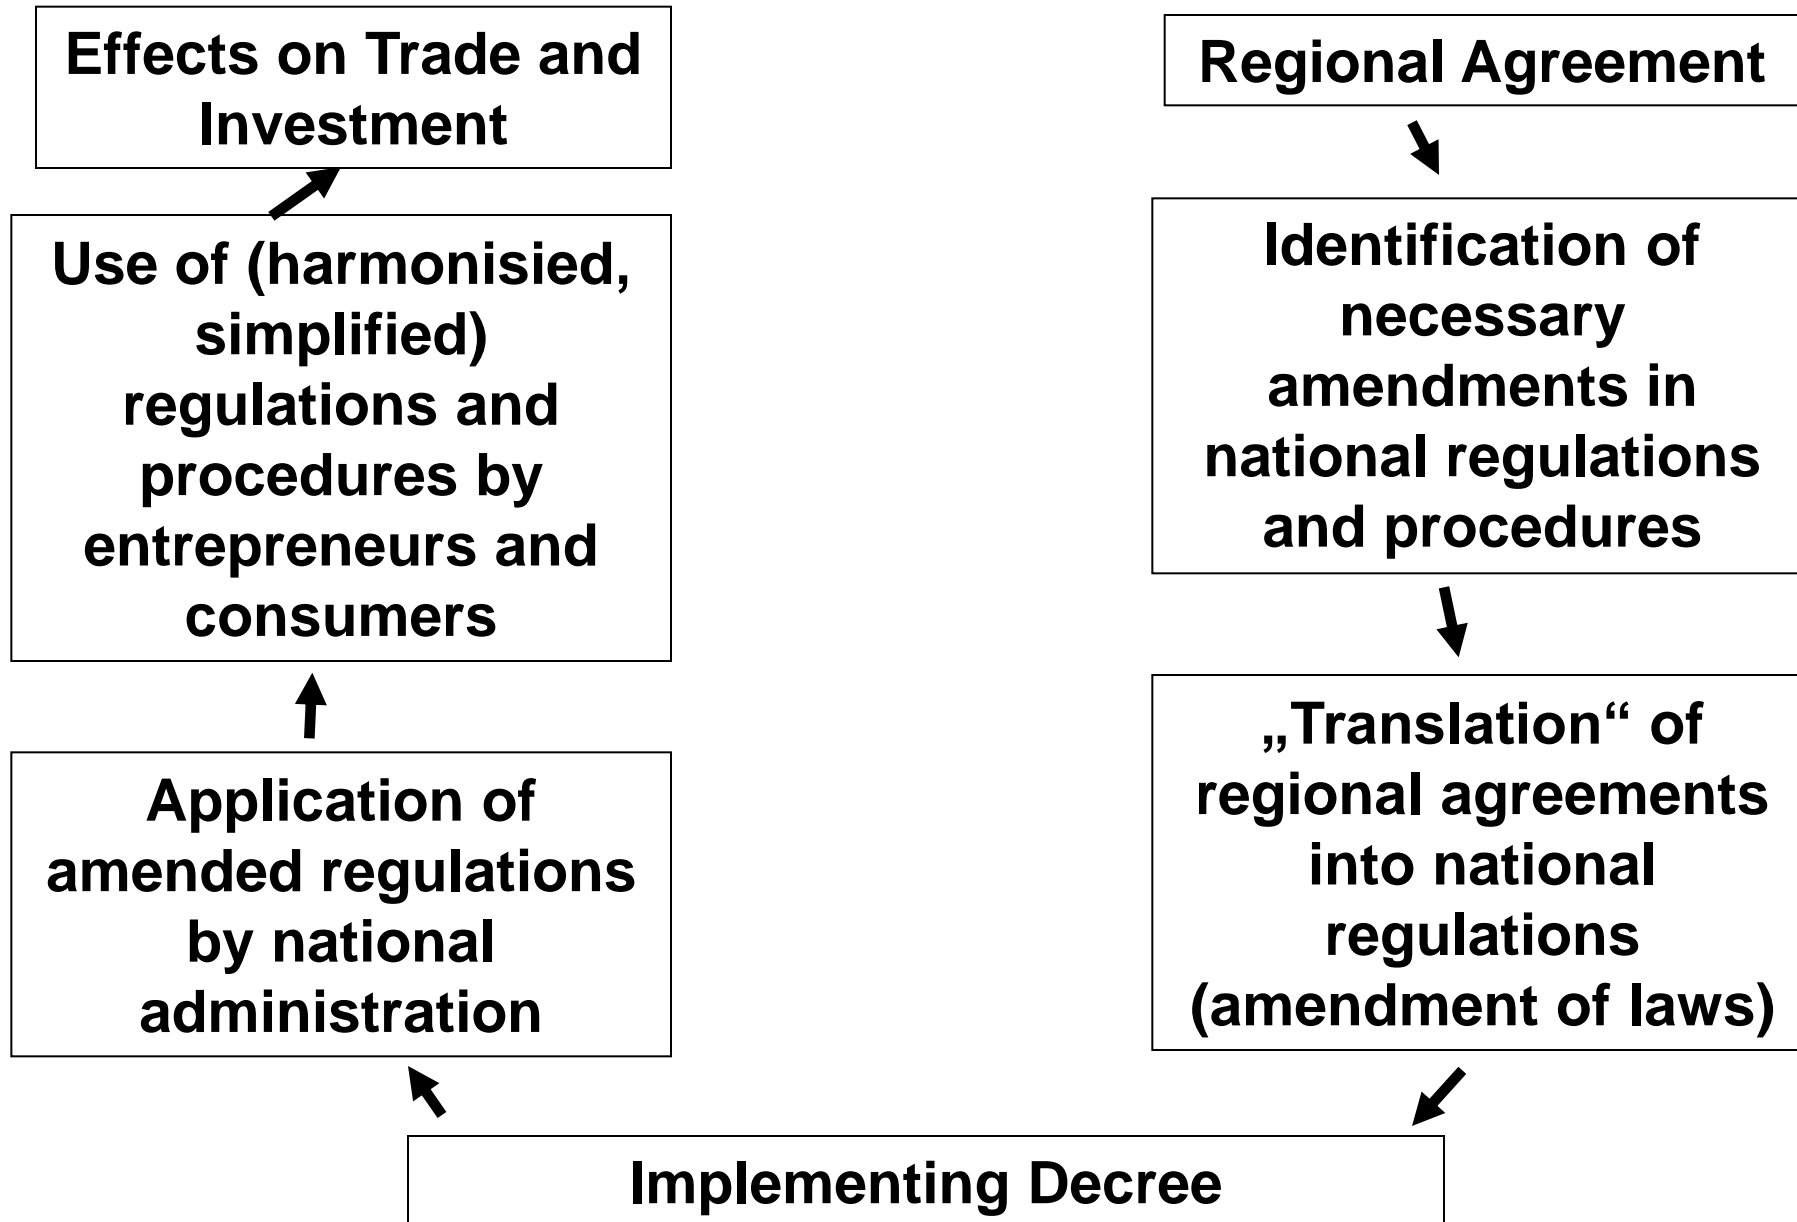 Effects on Trade and
Investment
Use of (harmonisied,
simplified)
regulations and
procedures by
entrepreneurs and
consumers
Application of
amended regulations
by national
administration
Regional Agreement
Identification of
necessary
amendments in
national regulations
and procedures
„Translation“ of
regional agreements
into national
regulations
(amendment of laws)
Implementing Decree